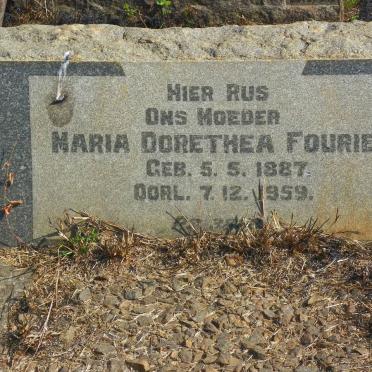 HIER RUS
ONS MOEDER
MARIA DORETHEA FOURIE
GEB. 5. 5. 1887.
OORL. 7. 12. 1959.